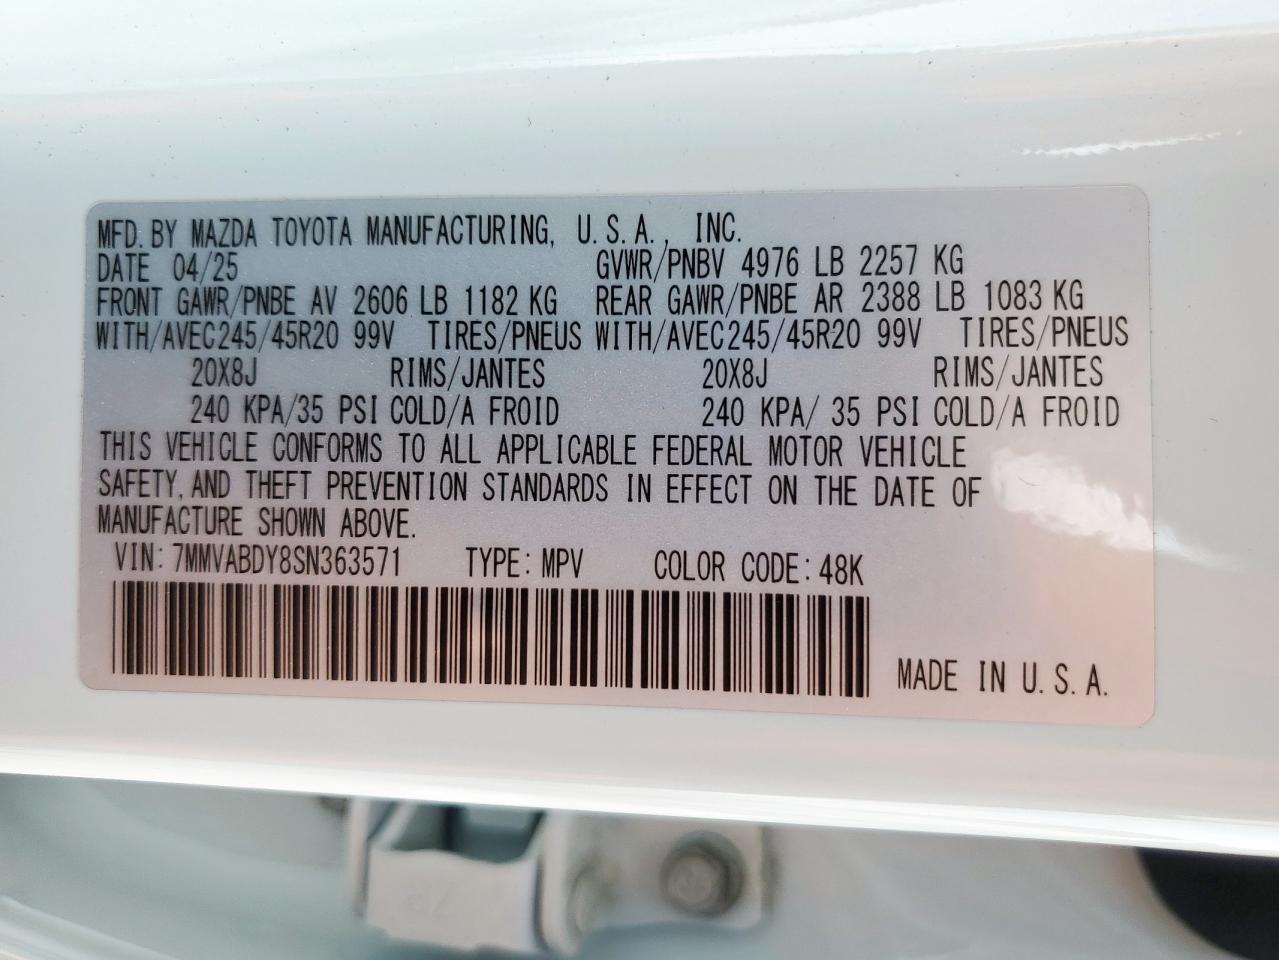 MFD. BY MAZDA TOYOTA MANUFACTURING, U.S.A., INC.
DATE 04/25 GVWR/PNBV 4976 LB 2257 KG
FRONT GAWR/PNBE AV 2606 LB 1182 KG REAR GAWR/PNBE AR 2388 LB 1083 KG
WITH/AVEC 245/45R20 99V TIRES/PNEUS WITH/AVEC 245/45R20 99V TIRES/PNEUS
20X8J RIMS/JANTES 20X8J RIMS/JANTES
240 KPA/35 PSI COLD/A FROID 240 KPA/ 35 PSI COLD/A FROID
THIS VEHICLE CONFORMS TO ALL APPLICABLE FEDERAL MOTOR VEHICLE
SAFETY, AND THEFT PREVENTION STANDARDS IN EFFECT ON THE DATE OF
MANUFACTURE SHOWN ABOVE.
VIN: 7MMVABDY8SN363571 TYPE: MPV COLOR CODE: 48K
MADE IN U.S.A.